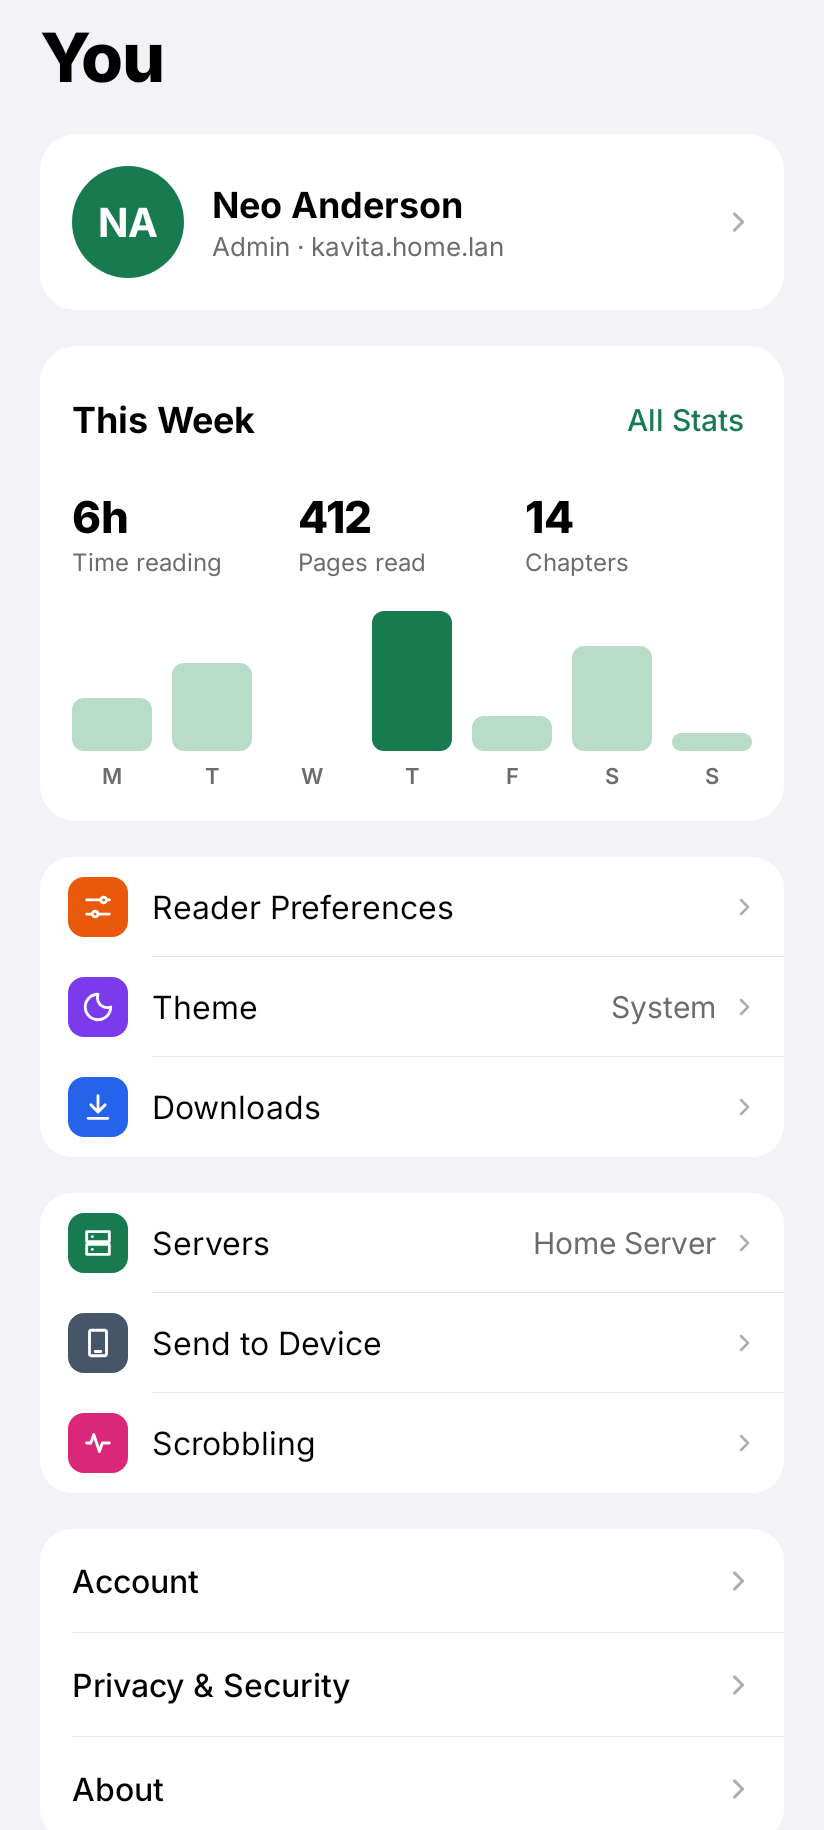 You
NA
Neo Anderson
Admin · kavita.home.lan
This Week
All Stats
6h
412
14
Time reading
Pages read
Chapters
M T W T F S S
Reader Preferences
Theme
System
Downloads
Servers
Home Server
Send to Device
Scrobbling
Account
Privacy & Security
About